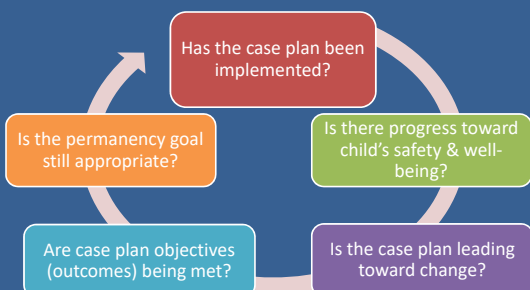 Has the case plan been
implemented?
Is there progress toward
child's safety & well-
being?
Is the case plan leading
toward change?
Are case plan objectives
(outcomes) being met?
Is the permanency goal
still appropriate?